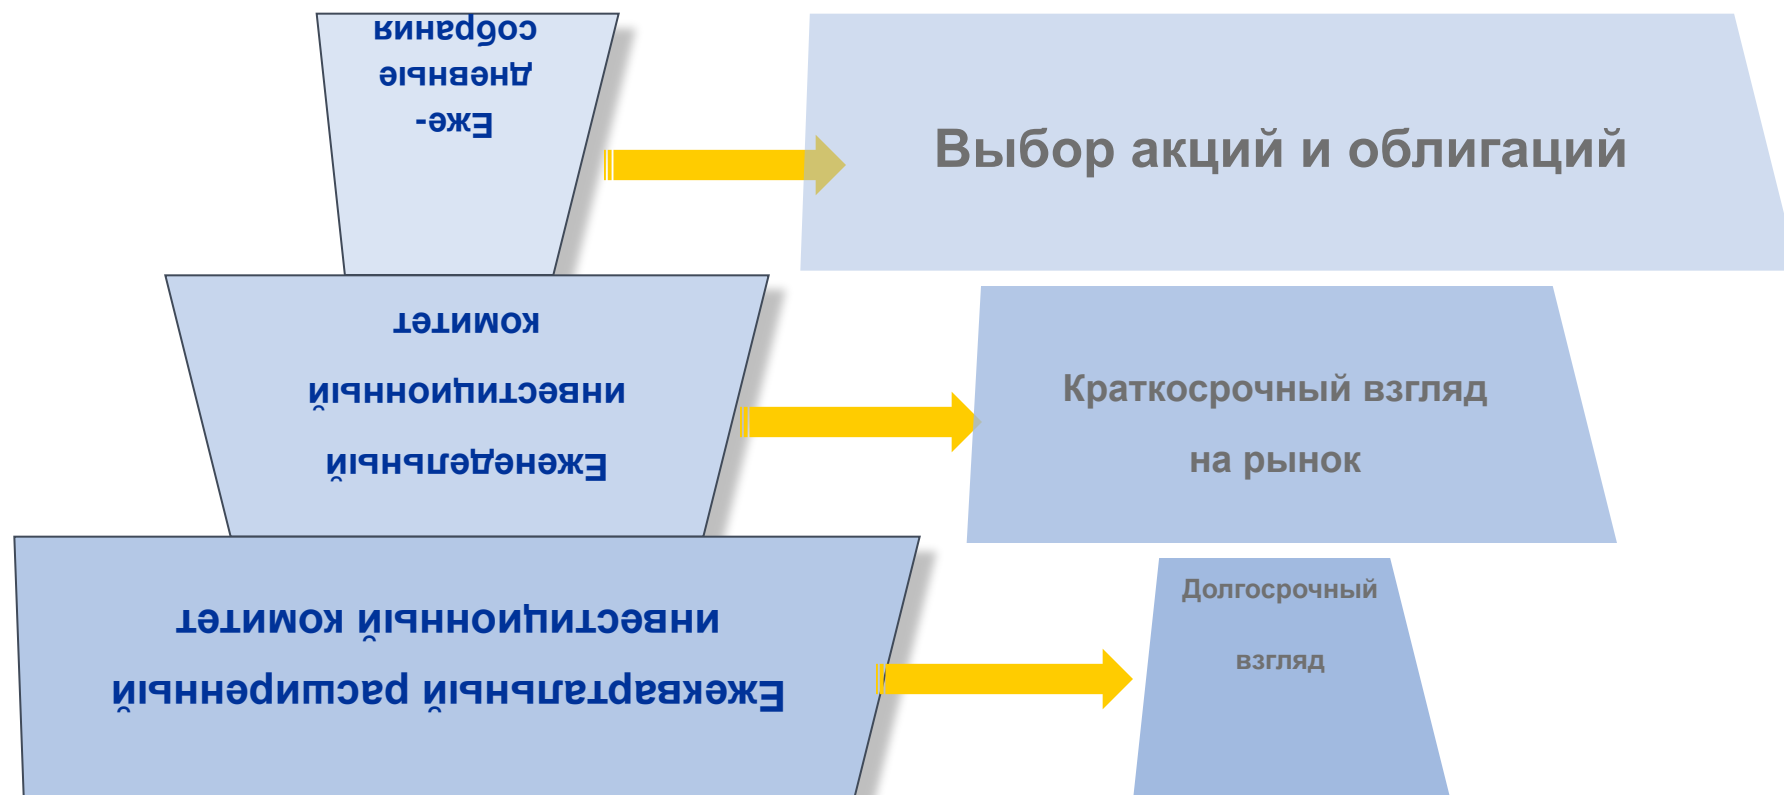 Еже-
дневные
собрания
Выбор акций и облигаций
Еженедельный
инвестиционный
комитет
Краткосрочный взгляд
на рынок
Ежеквартальный расширенный
инвестиционный комитет
Долгосрочный
взгляд